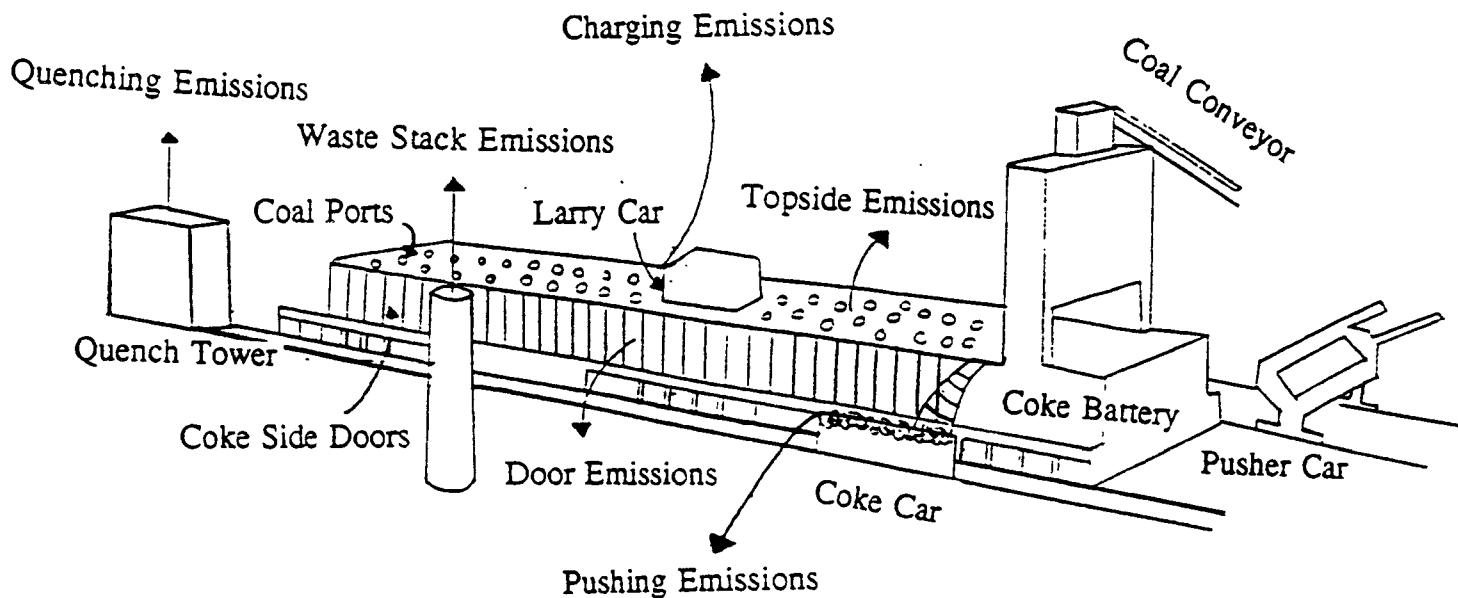 Charging Emissions
Quenching Emissions
Coal Conveyor
Waste Stack Emissions
Coal Ports
Larry Car
Topside Emissions
Quench Tower
Coke Side Doors
Coke Battery
Door Emissions
Pusher Car
Coke Car
Pushing Emissions